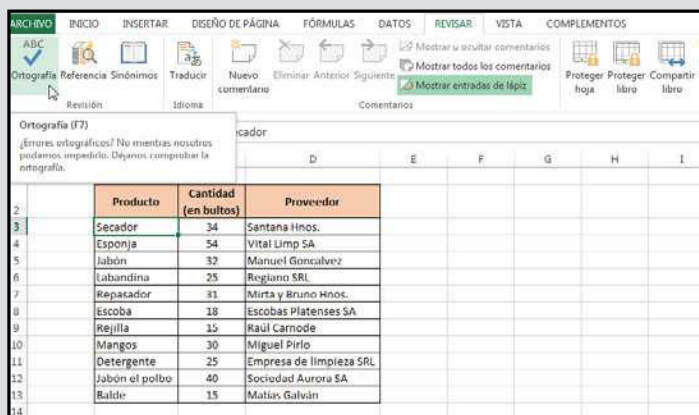 ARCHIVO INICIO INSERTAR DISEÑO DE PÁGINA FÓRMULAS DATOS REVISAR VISTA COMPLEMENTOS
ABC
Ortografía Referencia Sinónimos Traducir Nuevo comentario Eliminar Anterior Siguiente
Mostrar u ocultar comentarios
Mostrar todos los comentarios
Mostrar entradas de lápiz
Proteger hoja Proteger libro Compartir libro
Revisión Idioma Comentarios
Ortografía (F7)
¿Errores ortográficos? No mientras nosotros
podamos impedirlo. Déjanos comprobar la
ortografía.
cador
D E F G H I
2 Producto Cantidad (en bultos) Proveedor
3 Secador 34 Santana Hnos.
4 Esponja 54 Vital Limp SA
5 Jabón 32 Manuel Goncalvez
6 Labandina 25 Regiano SRL
7 Repasador 31 Mirta y Bruno Hnos.
8 Escoba 18 Escobas Platenses SA
9 Rejilla 15 Raúl Carnode
10 Mangos 30 Miguel Pirlo
11 Detergente 25 Empresa de limpieza SRL
12 Jabón el polbo 40 Sociedad Aurora SA
13 Balde 15 Matías Galván
14